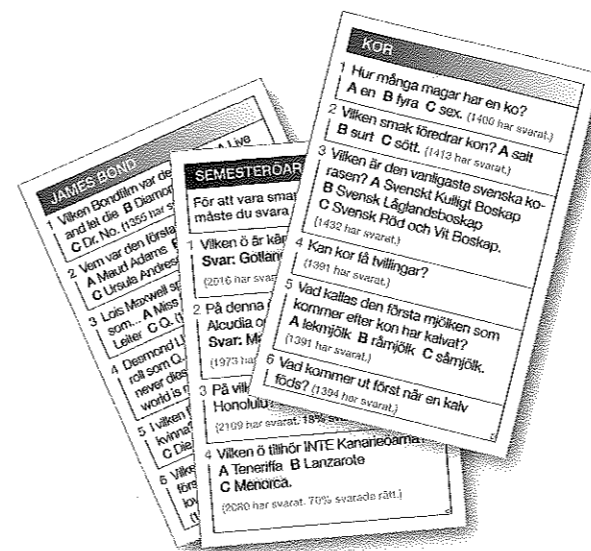 JAMES BOND
1 Vilken Bondfilm var de
A Live
and let die B Diamon
C Dr. No. (1355 har s
2 Vem var den första
A Maud Adams B
C Ursula Andress
3 Lois Maxwell sp
som... A Miss
Leiter C Q. (1
4 Desmond Ll
roll som Q.
never dies
world is n
5 I vilken f
kvinna
C Die
6 Vilke
förs
lov
SEMESTERÖAR
För att vara smar
måste du svara
1 Vilken ö är kän
Svar: Gotlan
(2016 har svar
2 På denna
Alcudia o
Svar: Ma
(1973 ha
3 På vilk
Honolulu?
(2109 har svarat. 18% sva
4 Vilken ö tillhör INTE Kanarieöarna?
A Teneriffa B Lanzarote
C Menorca.
(2080 har svarat. 70% svarade rätt.)
KOR
1 Hur många magar har en ko?
A en B fyra C sex. (1400 har svarat.)
2 Vilken smak föredrar kon? A salt
B surt C sött. (1413 har svarat.)
3 Vilken är den vanligaste svenska ko-
rasen? A Svenskt Kulligt Boskap
B Svensk Låglandsboskap
C Svensk Röd och Vit Boskap.
(1432 har svarat.)
4 Kan kor få tvillingar?
(1391 har svarat.)
5 Vad kallas den första mjölken som
kommer efter kon har kalvat?
A lekmjölk B råmjölk C såmjölk.
(1391 har svarat.)
6 Vad kommer ut först när en kalv
föds? (1394 har svarat.)